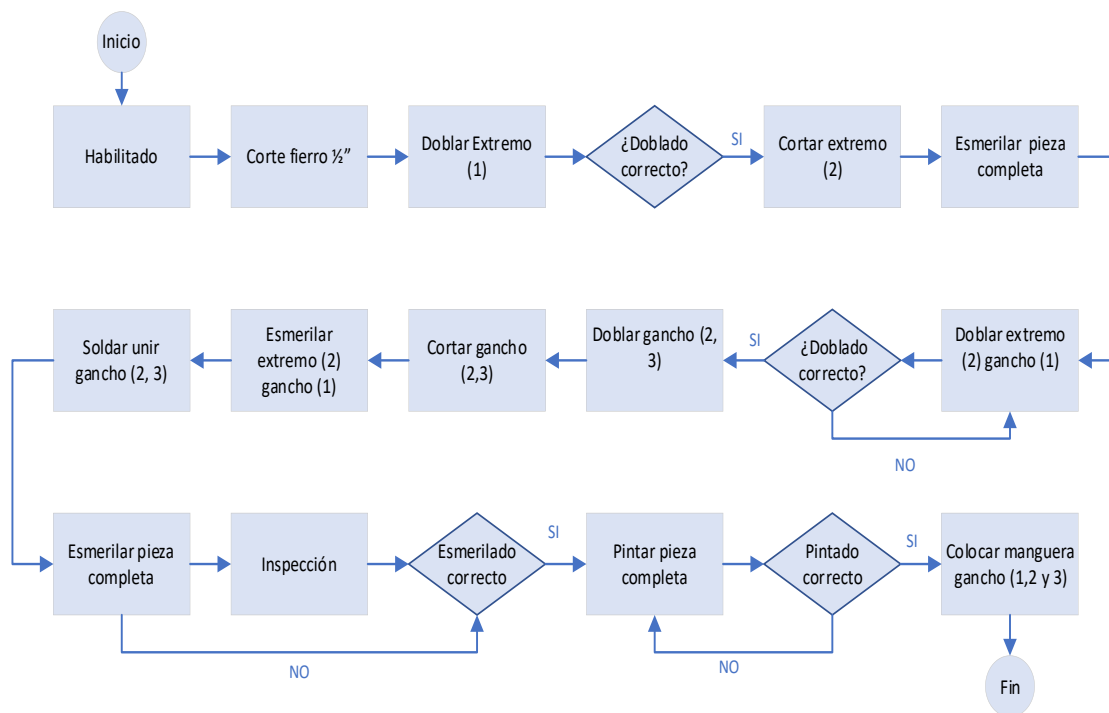 Inicio
Habilitado
Corte fierro ½”
Doblar Extremo
(1)
¿Doblado
correcto?
SI
Cortar extremo
(2)
Esmerilar pieza
completa
Doblar extremo
(2) gancho (1)
¿Doblado
correcto?
SI
NO
Doblar gancho (2,
3)
Cortar gancho
(2,3)
Esmerilar
extremo (2)
gancho (1)
Soldar unir
gancho (2, 3)
Esmerilar pieza
completa
Inspección
Esmerilado
correcto
SI
NO
Pintar pieza
completa
Pintado
correcto
SI
NO
Colocar manguera
gancho (1,2 y 3)
Fin